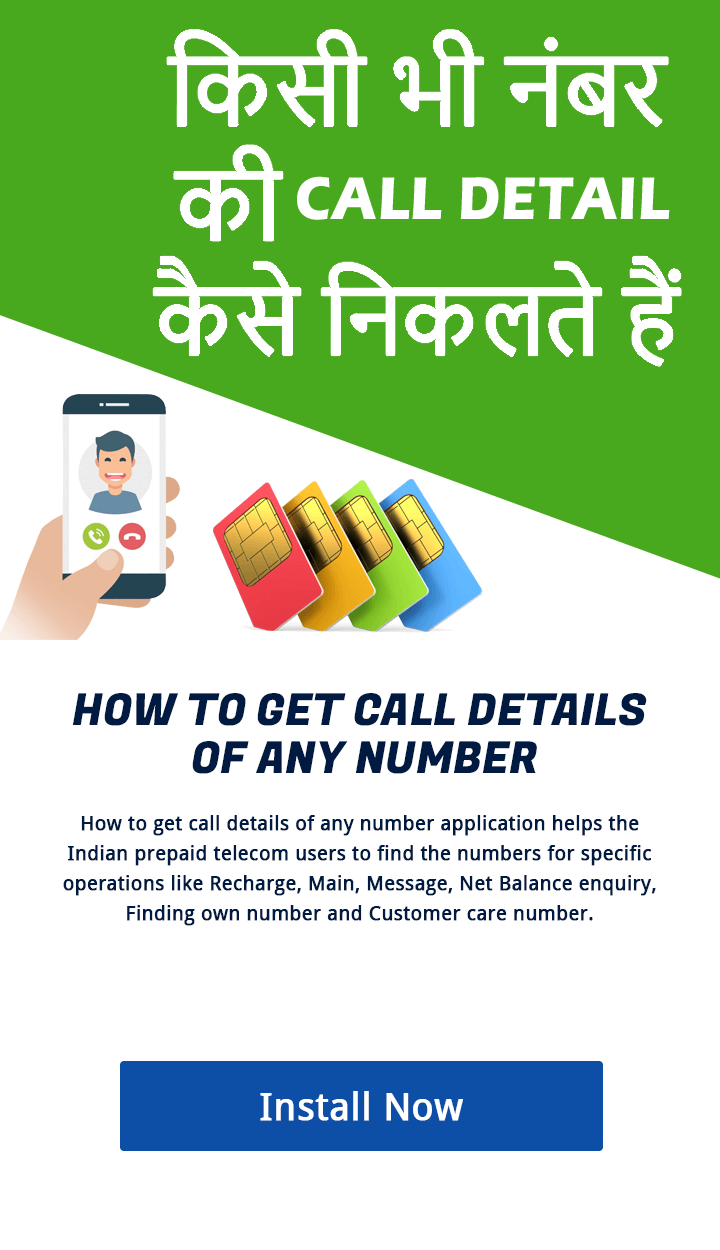 किसी भी नंबर
की CALL DETAIL
कैसे निकलते हैं
HOW TO GET CALL DETAILS
OF ANY NUMBER
How to get call details of any number application helps the
Indian prepaid telecom users to find the numbers for specific
operations like Recharge, Main, Message, Net Balance enquiry,
Finding own number and Customer care number.
Install Now